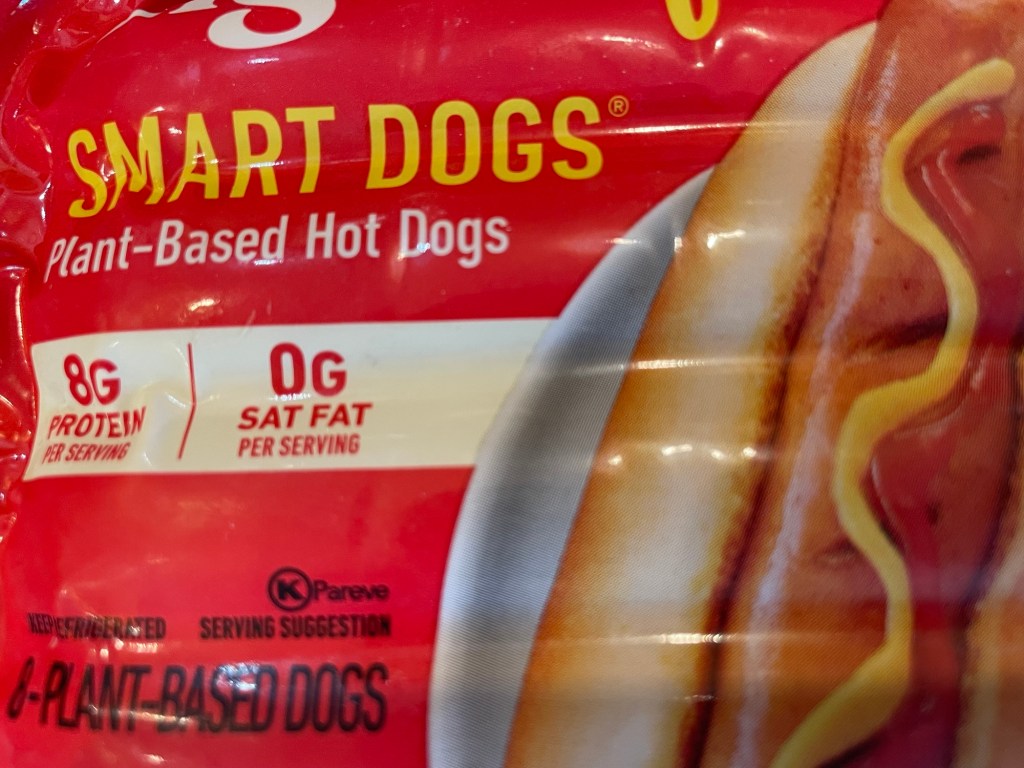 SMART DOGS®
Plant-Based Hot Dogs
8G
PROTEIN
PER SERVING
0G
SAT FAT
PER SERVING
K Pareve
KEEP REFRIGERATED
SERVING SUGGESTION
8-PLANT-BASED DOGS